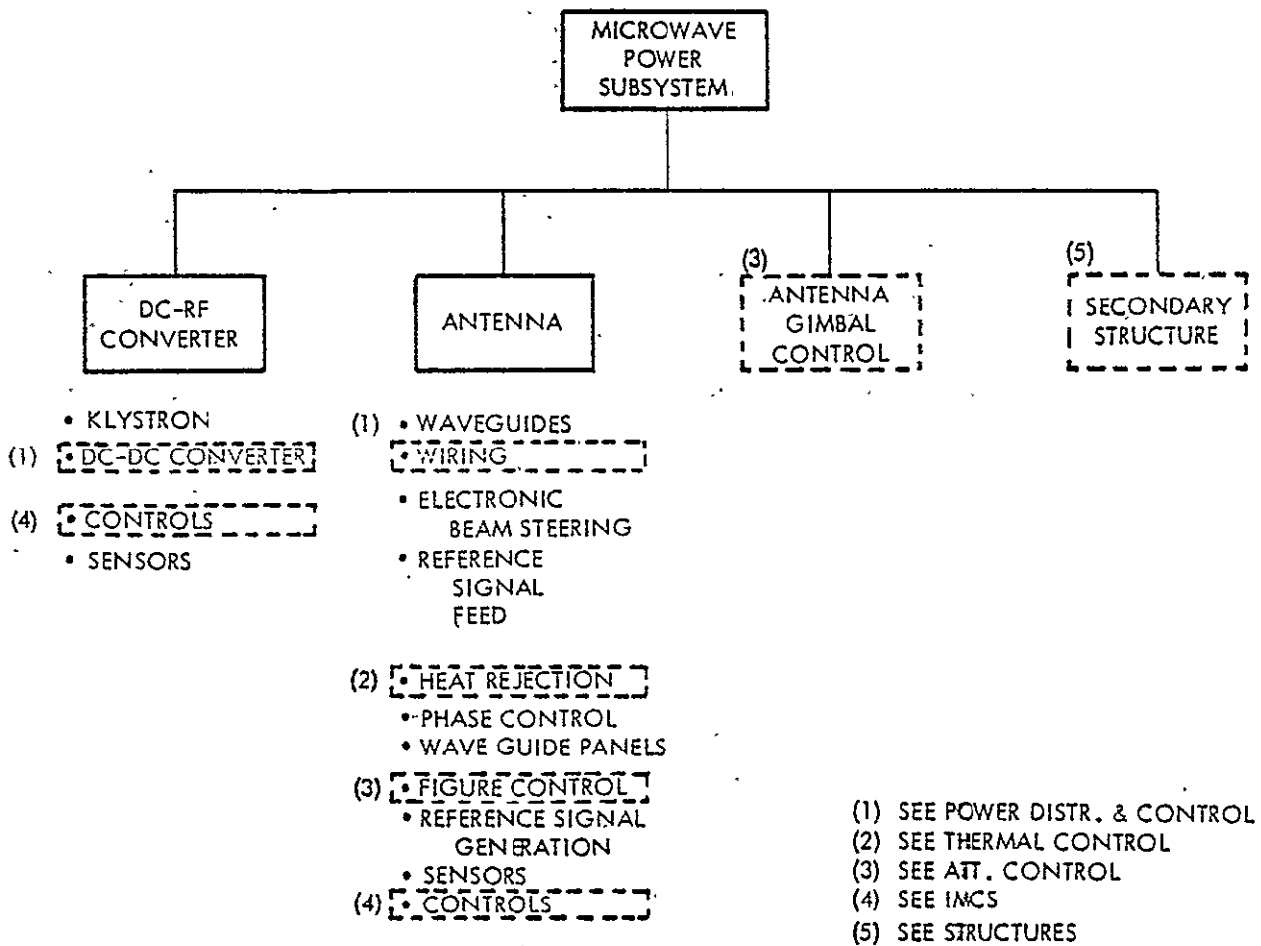 MICROWAVE
POWER
SUBSYSTEM
DC-RF
CONVERTER
ANTENNA
(3)
ANTENNA
GIMBAL
CONTROL
(5)
SECONDARY
STRUCTURE
• KLYSTRON
(1) • DC-DC CONVERTER
(4) • CONTROLS
• SENSORS
(1) • WAVEGUIDES
• WIRING
• ELECTRONIC
BEAM STEERING
• REFERENCE
SIGNAL
FEED
(2) • HEAT REJECTION
• PHASE CONTROL
• WAVE GUIDE PANELS
(3) • FIGURE CONTROL
• REFERENCE SIGNAL
GENERATION
• SENSORS
(4) • CONTROLS
(1) SEE POWER DISTR. & CONTROL
(2) SEE THERMAL CONTROL
(3) SEE ATT. CONTROL
(4) SEE IMCS
(5) SEE STRUCTURES